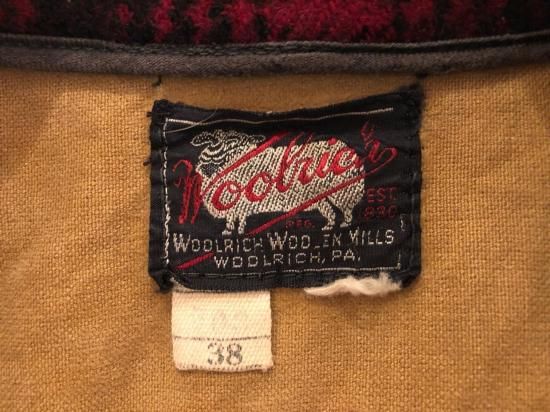 Woolrich
EST.
1830
REG.
WOOLRICH WOOLEN MILLS
WOOLRICH, PA.
38